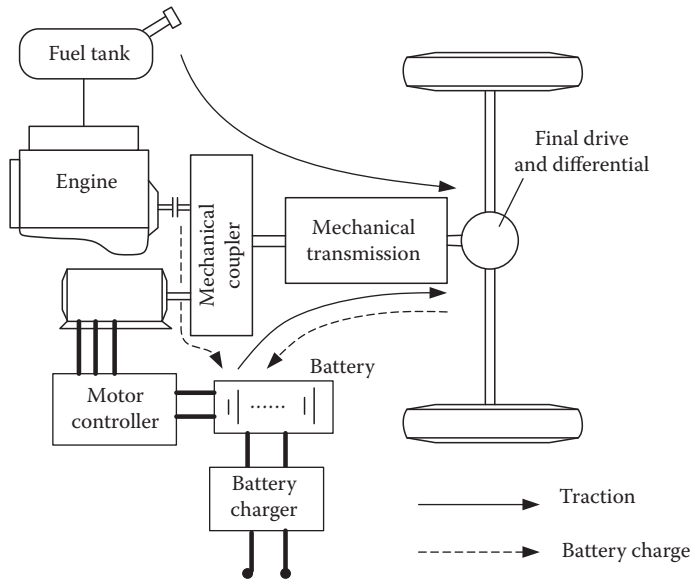 Fuel tank
Engine
Mechanical
coupler
Mechanical
transmission
Final drive
and differential
Battery
Motor
controller
Battery
charger
Traction
Battery charge